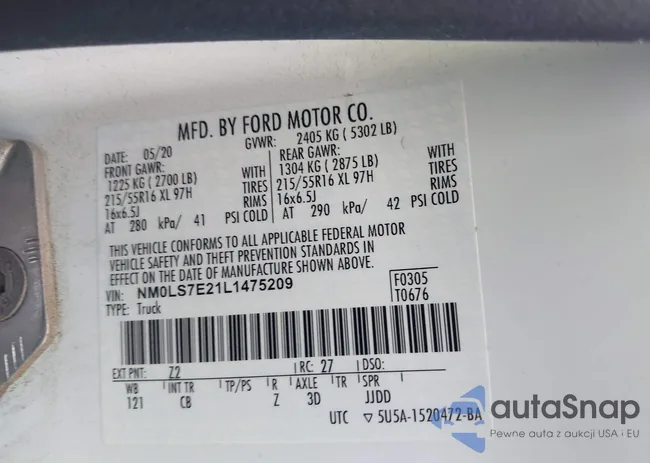 MFD. BY FORD MOTOR CO.
DATE: 05/20 GVWR: 2405 KG ( 5302 LB)
FRONT GAWR: REAR GAWR:
1225 KG ( 2700 LB) WITH 1304 KG ( 2875 LB) WITH
215/55R16 XL 97H TIRES 215/55R16 XL 97H TIRES
16x6.5J RIMS 16x6.5J RIMS
AT 280 kPa/ 41 PSI COLD AT 290 kPa/ 42 PSI COLD
THIS VEHICLE CONFORMS TO ALL APPLICABLE FEDERAL MOTOR
VEHICLE SAFETY AND THEFT PREVENTION STANDARDS IN
EFFECT ON THE DATE OF MANUFACTURE SHOWN ABOVE.
VIN: NM0LS7E21L1475209 F0305
TYPE: Truck T0676
EXT PNT: Z2 RC: 27 DSO:
WB INT TR TP/PS R AXLE TR SPR
121 CB Z 3D JJDD
UTC ▽ 5U5A-1520472-BA
autoSnap
Pewne auta z aukcji USA i EU